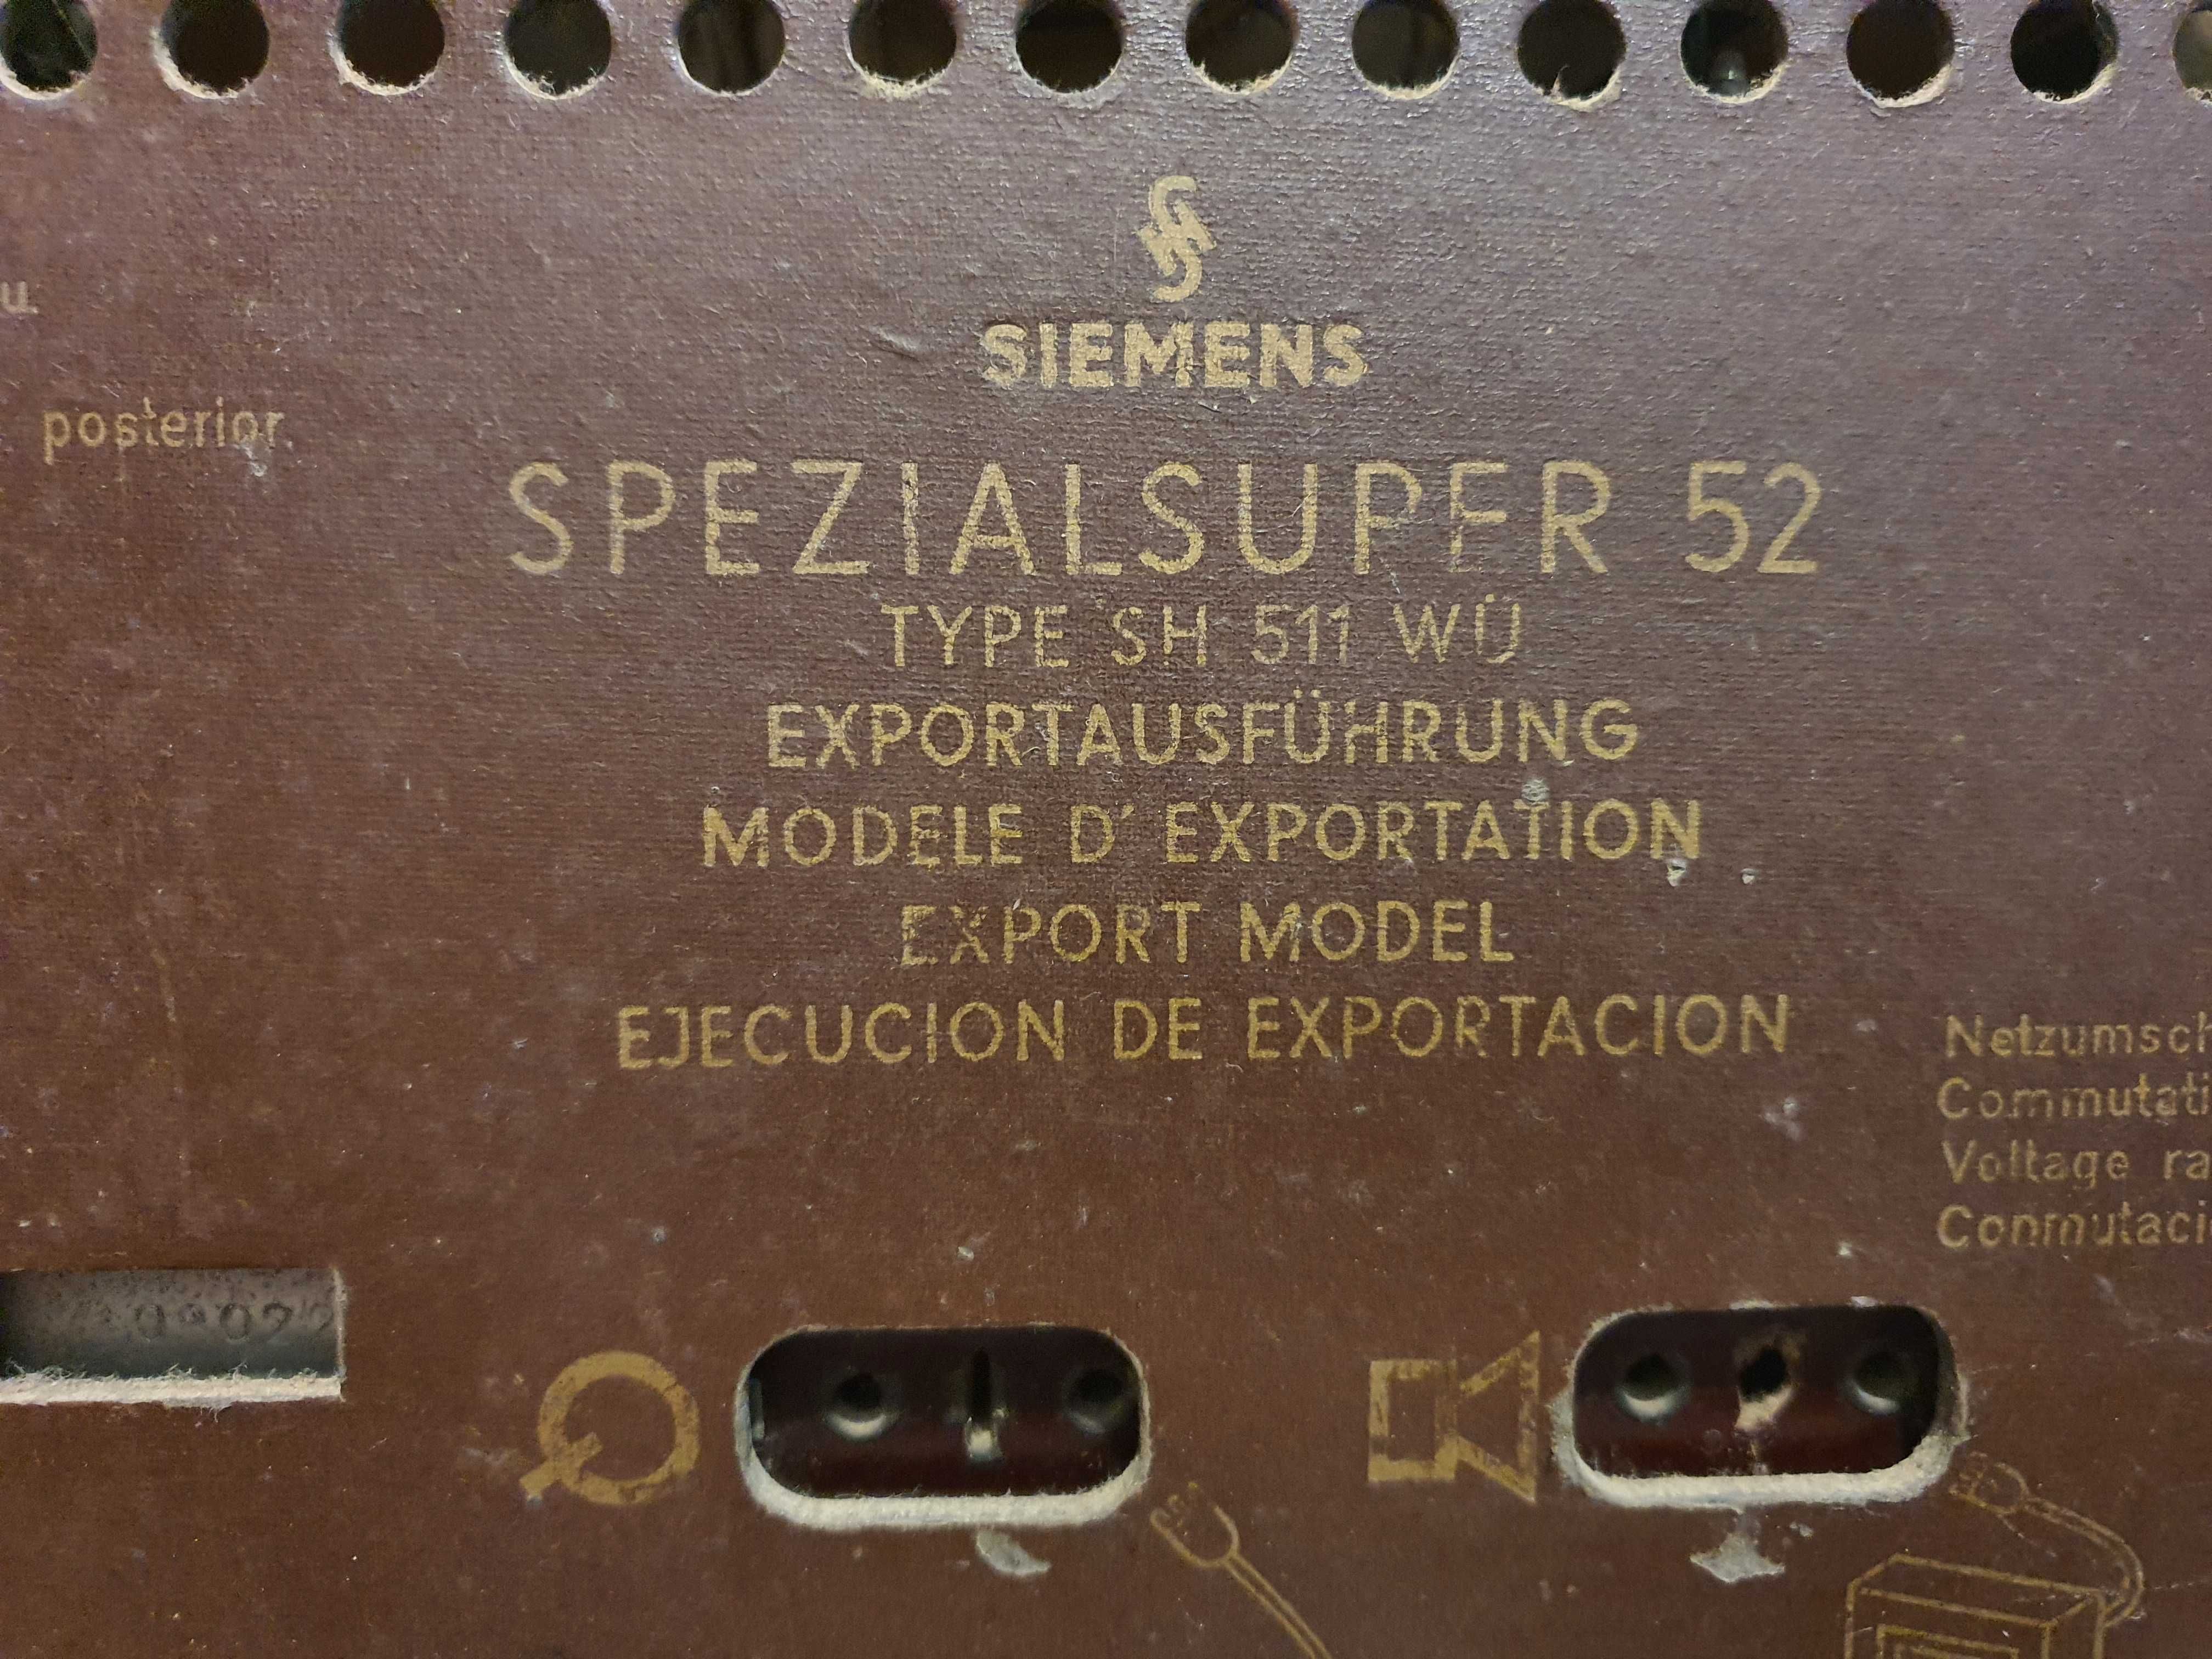 u.
posterior.
SIEMENS
SPEZIALSUPER 52
TYPE SH 511 WÜ
EXPORTAUSFÜHRUNG
MODELE D' EXPORTATION
EXPORT MODEL
EJECUCION DE EXPORTACION
Netzumsch
Commutati
Voltage ra
Conmutaci